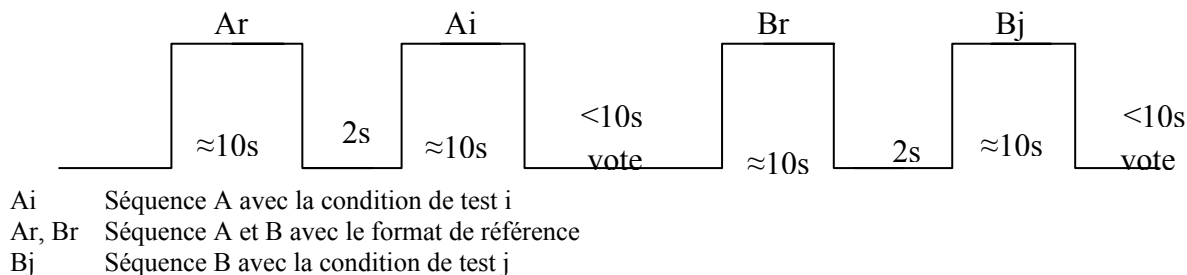 Ar Ai Br Bj
≈10s 2s ≈10s <10s vote ≈10s 2s ≈10s <10s vote
Ai Séquence A avec la condition de test i
Ar, Br Séquence A et B avec le format de référence
Bj Séquence B avec la condition de test j